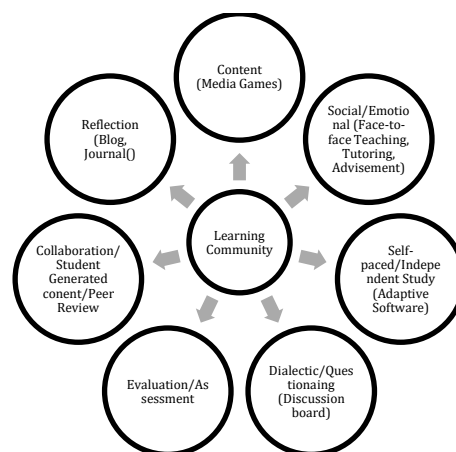 Content
(Media Games)
Social/Emotio
nal (Face-to-
face Teaching,
Tutoring,
Advisement)
Self-
paced/Indepe
ndent Study
(Adaptive
Software)
Dialectic/Ques
tionaing
(Discussion
board)
Evaluation/As
sessment
Collaboration/
Student
Generated
conent/Peer
Review
Reflection
(Blog,
Journal()
Learning
Community